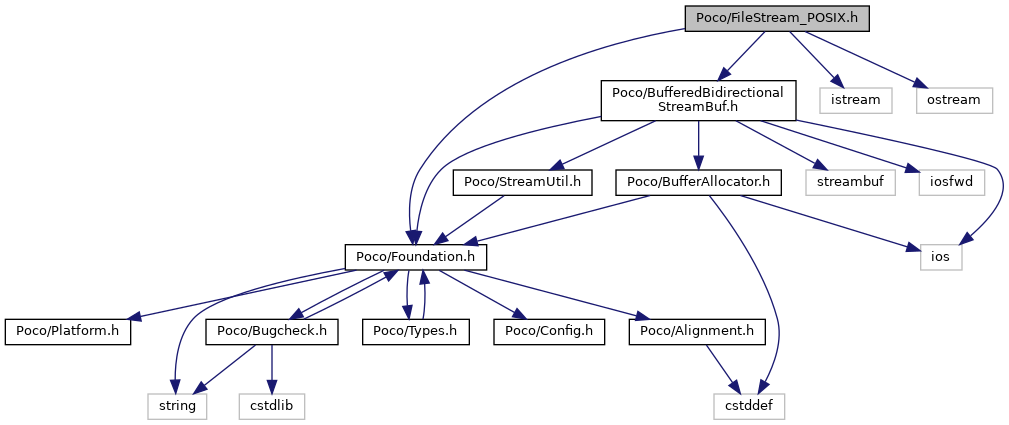 Poco/FileStream_POSIX.h
Poco/BufferedBidirectional
StreamBuf.h
istream
ostream
Poco/StreamUtil.h
Poco/BufferAllocator.h
streambuf
iosfwd
Poco/Foundation.h
ios
Poco/Platform.h
Poco/Bugcheck.h
Poco/Types.h
Poco/Config.h
Poco/Alignment.h
string
cstdlib
cstddef